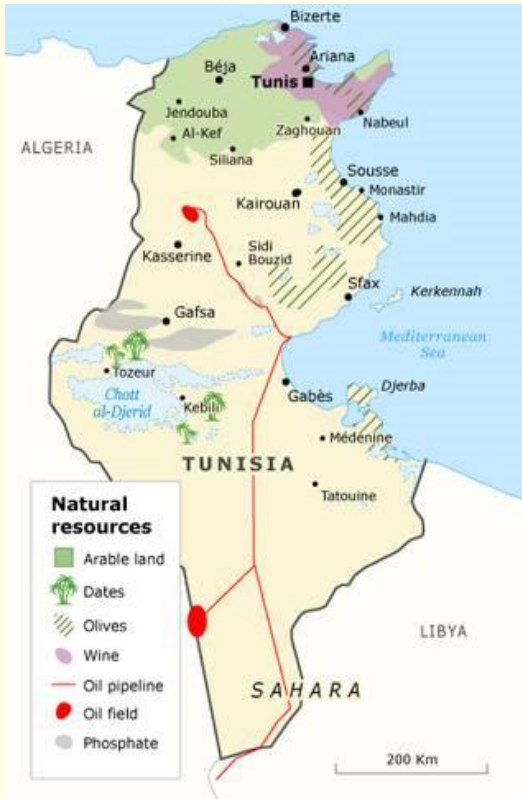 Bizerte
Ariana
Béja
Tunis
Jendouba
Nabeul
Al-Kef
Zaghouan
ALGERIA
Siliana
Sousse
Monastir
Kairouan
Mahdia
Sidi
Bouzid
Kasserine
Sfax
Kerkennah
Gafsa
Mediterranean
Sea
Tozeur
Djerba
Chott
al-Djerid
Kebili
Gabès
Médenine
TUNISIA
Tatouine
Natural
resources
Arable land
Dates
Olives
Wine
Oil pipeline
Oil field
Phosphate
LIBYA
SAHARA
200 Km